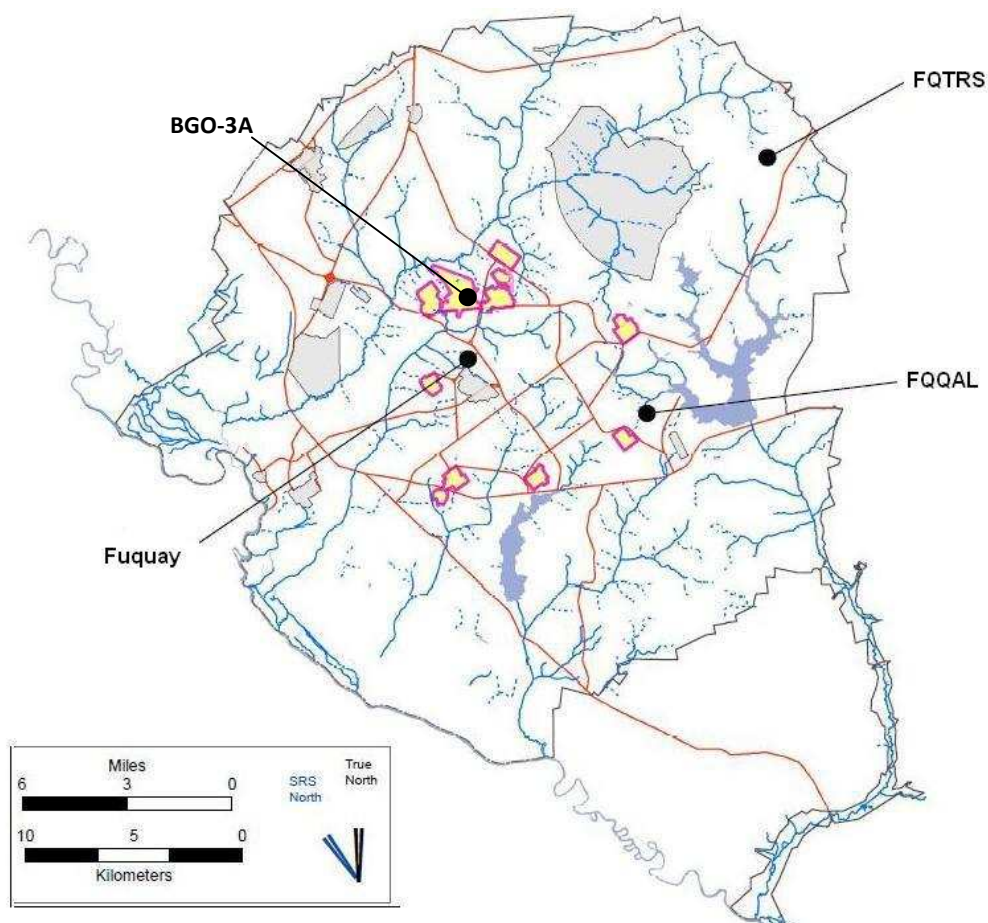 FQTRS
BGO-3A
FQQAL
Fuquay
Miles
6 3 0
10 5 0
Kilometers
SRS
North
True
North